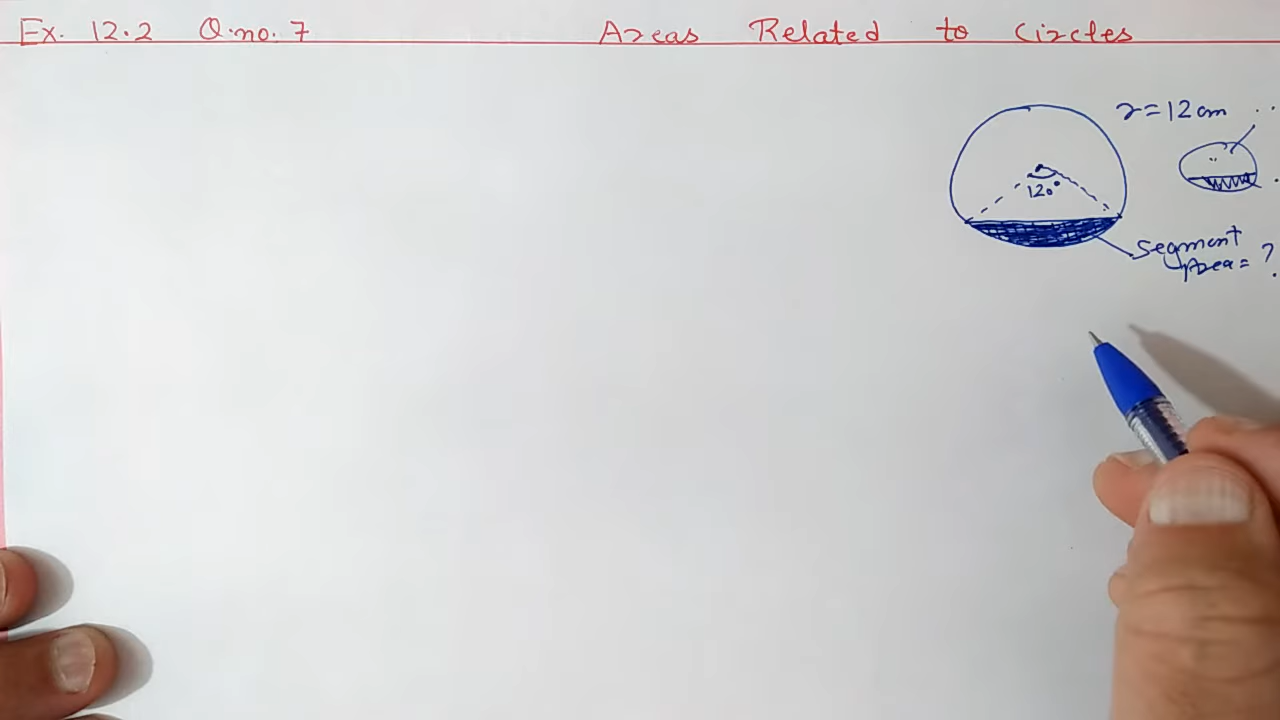 Ex. 12.2 Q.no. 7 Areas Related to Circles
r = 12 cm
120°
Segment
Area = ?